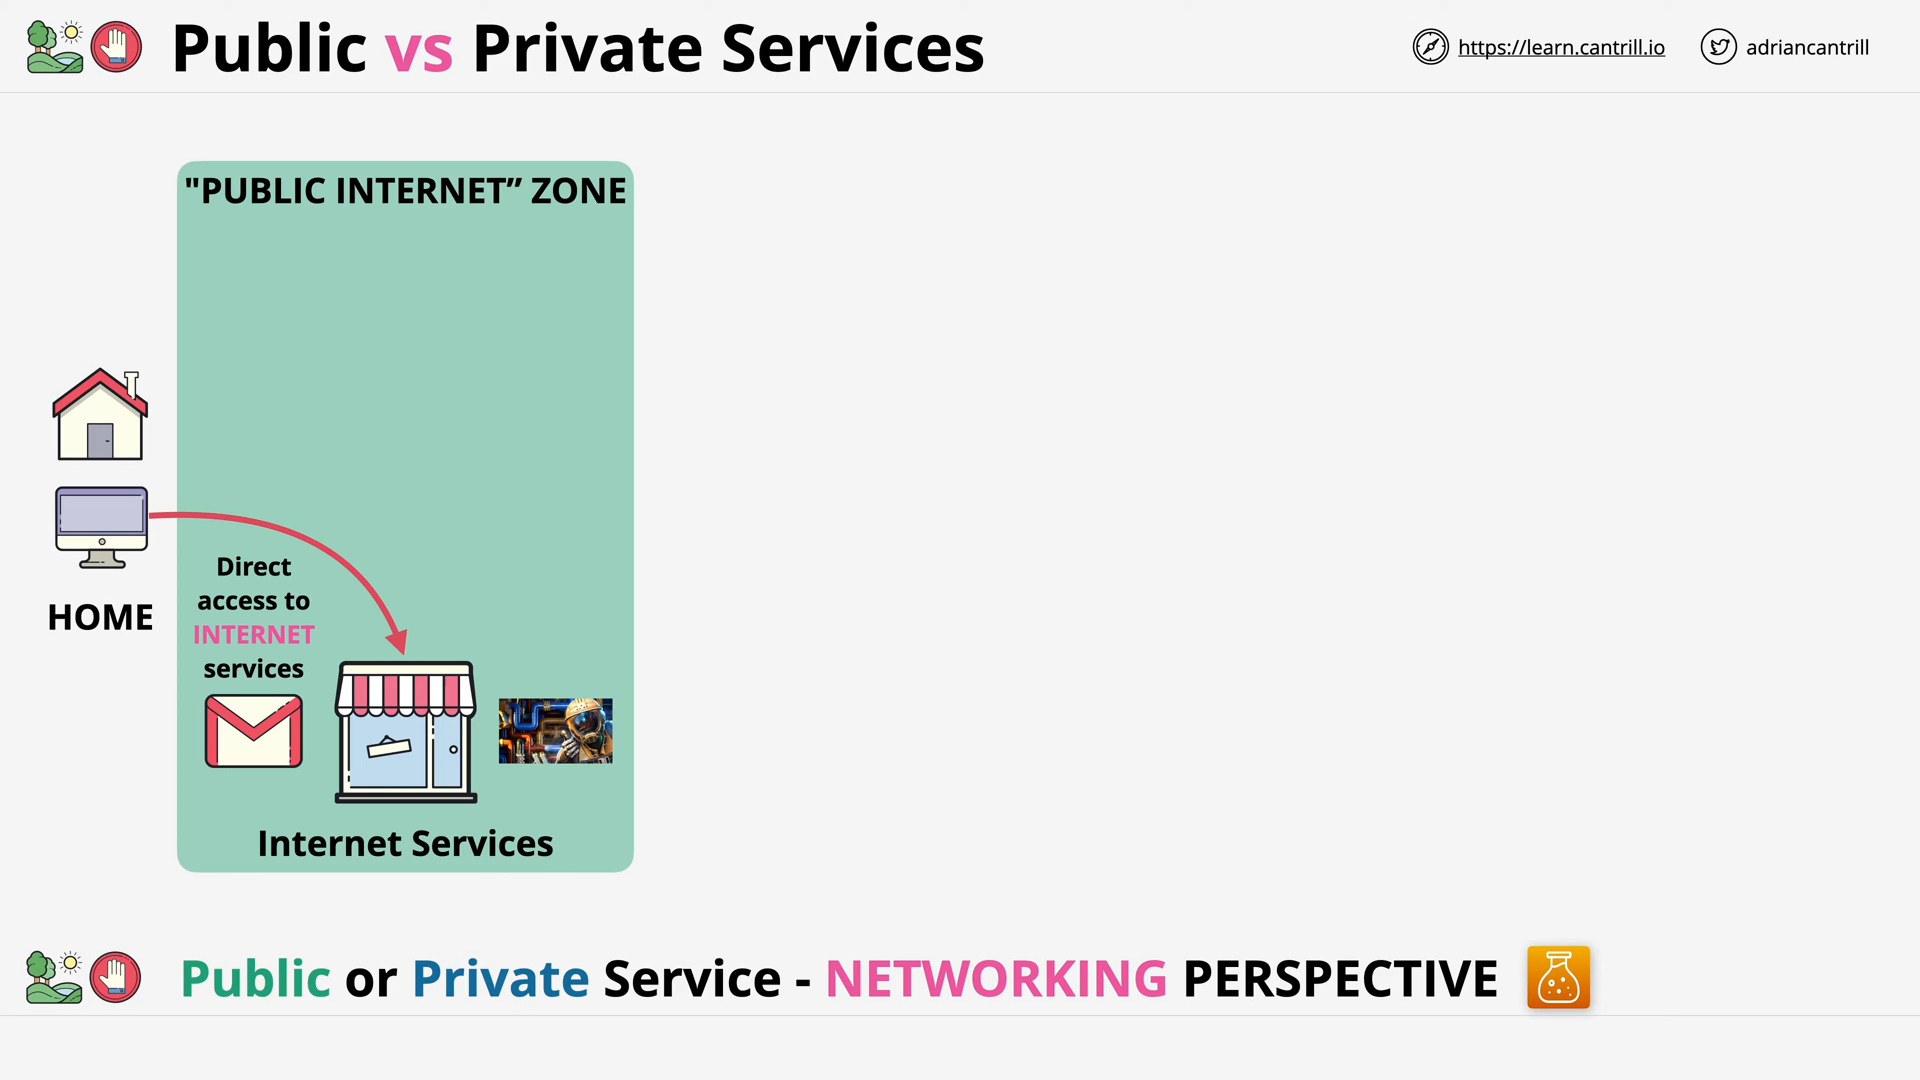 Public vs Private Services
https://learn.cantrill.io
adriancantrill
"PUBLIC INTERNET” ZONE
Direct
access to
INTERNET
services
HOME
Internet Services
Public or Private Service - NETWORKING PERSPECTIVE